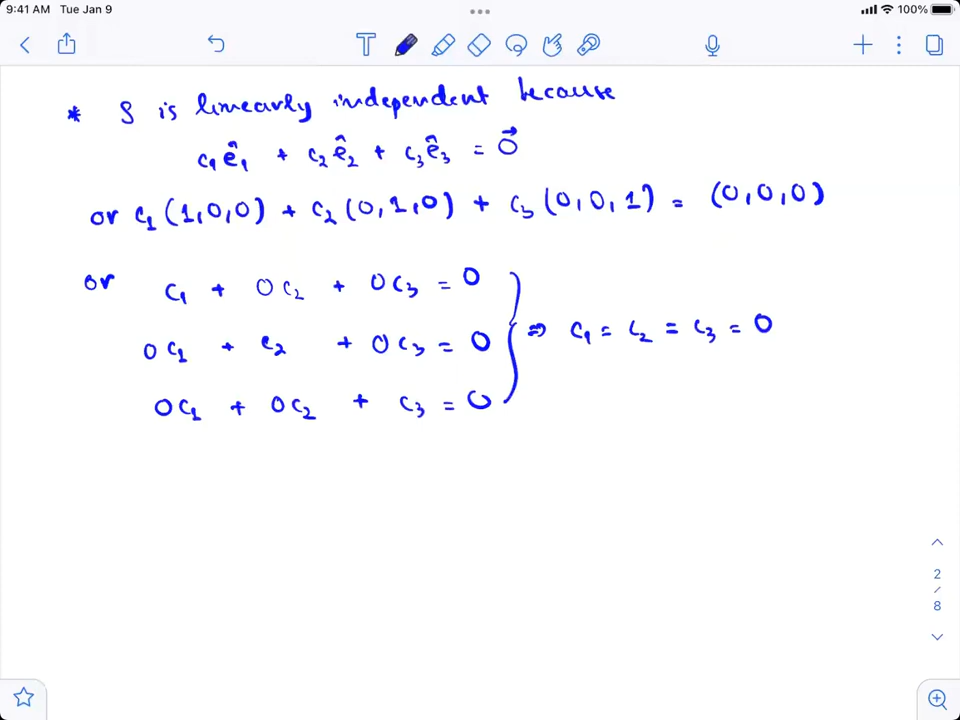 9:41 AM Tue Jan 9
100%
* S is linearly independent because
c₁ê₁ + c₂ê₂ + c₃ê₃ = 0⃗
or c₁(1,0,0) + c₂(0,1,0) + c₃(0,0,1) = (0,0,0)
or c₁ + 0c₂ + 0c₃ = 0
0c₁ + c₂ + 0c₃ = 0 } ⇒ c₁ = c₂ = c₃ = 0
0c₁ + 0c₂ + c₃ = 0
2
/
8